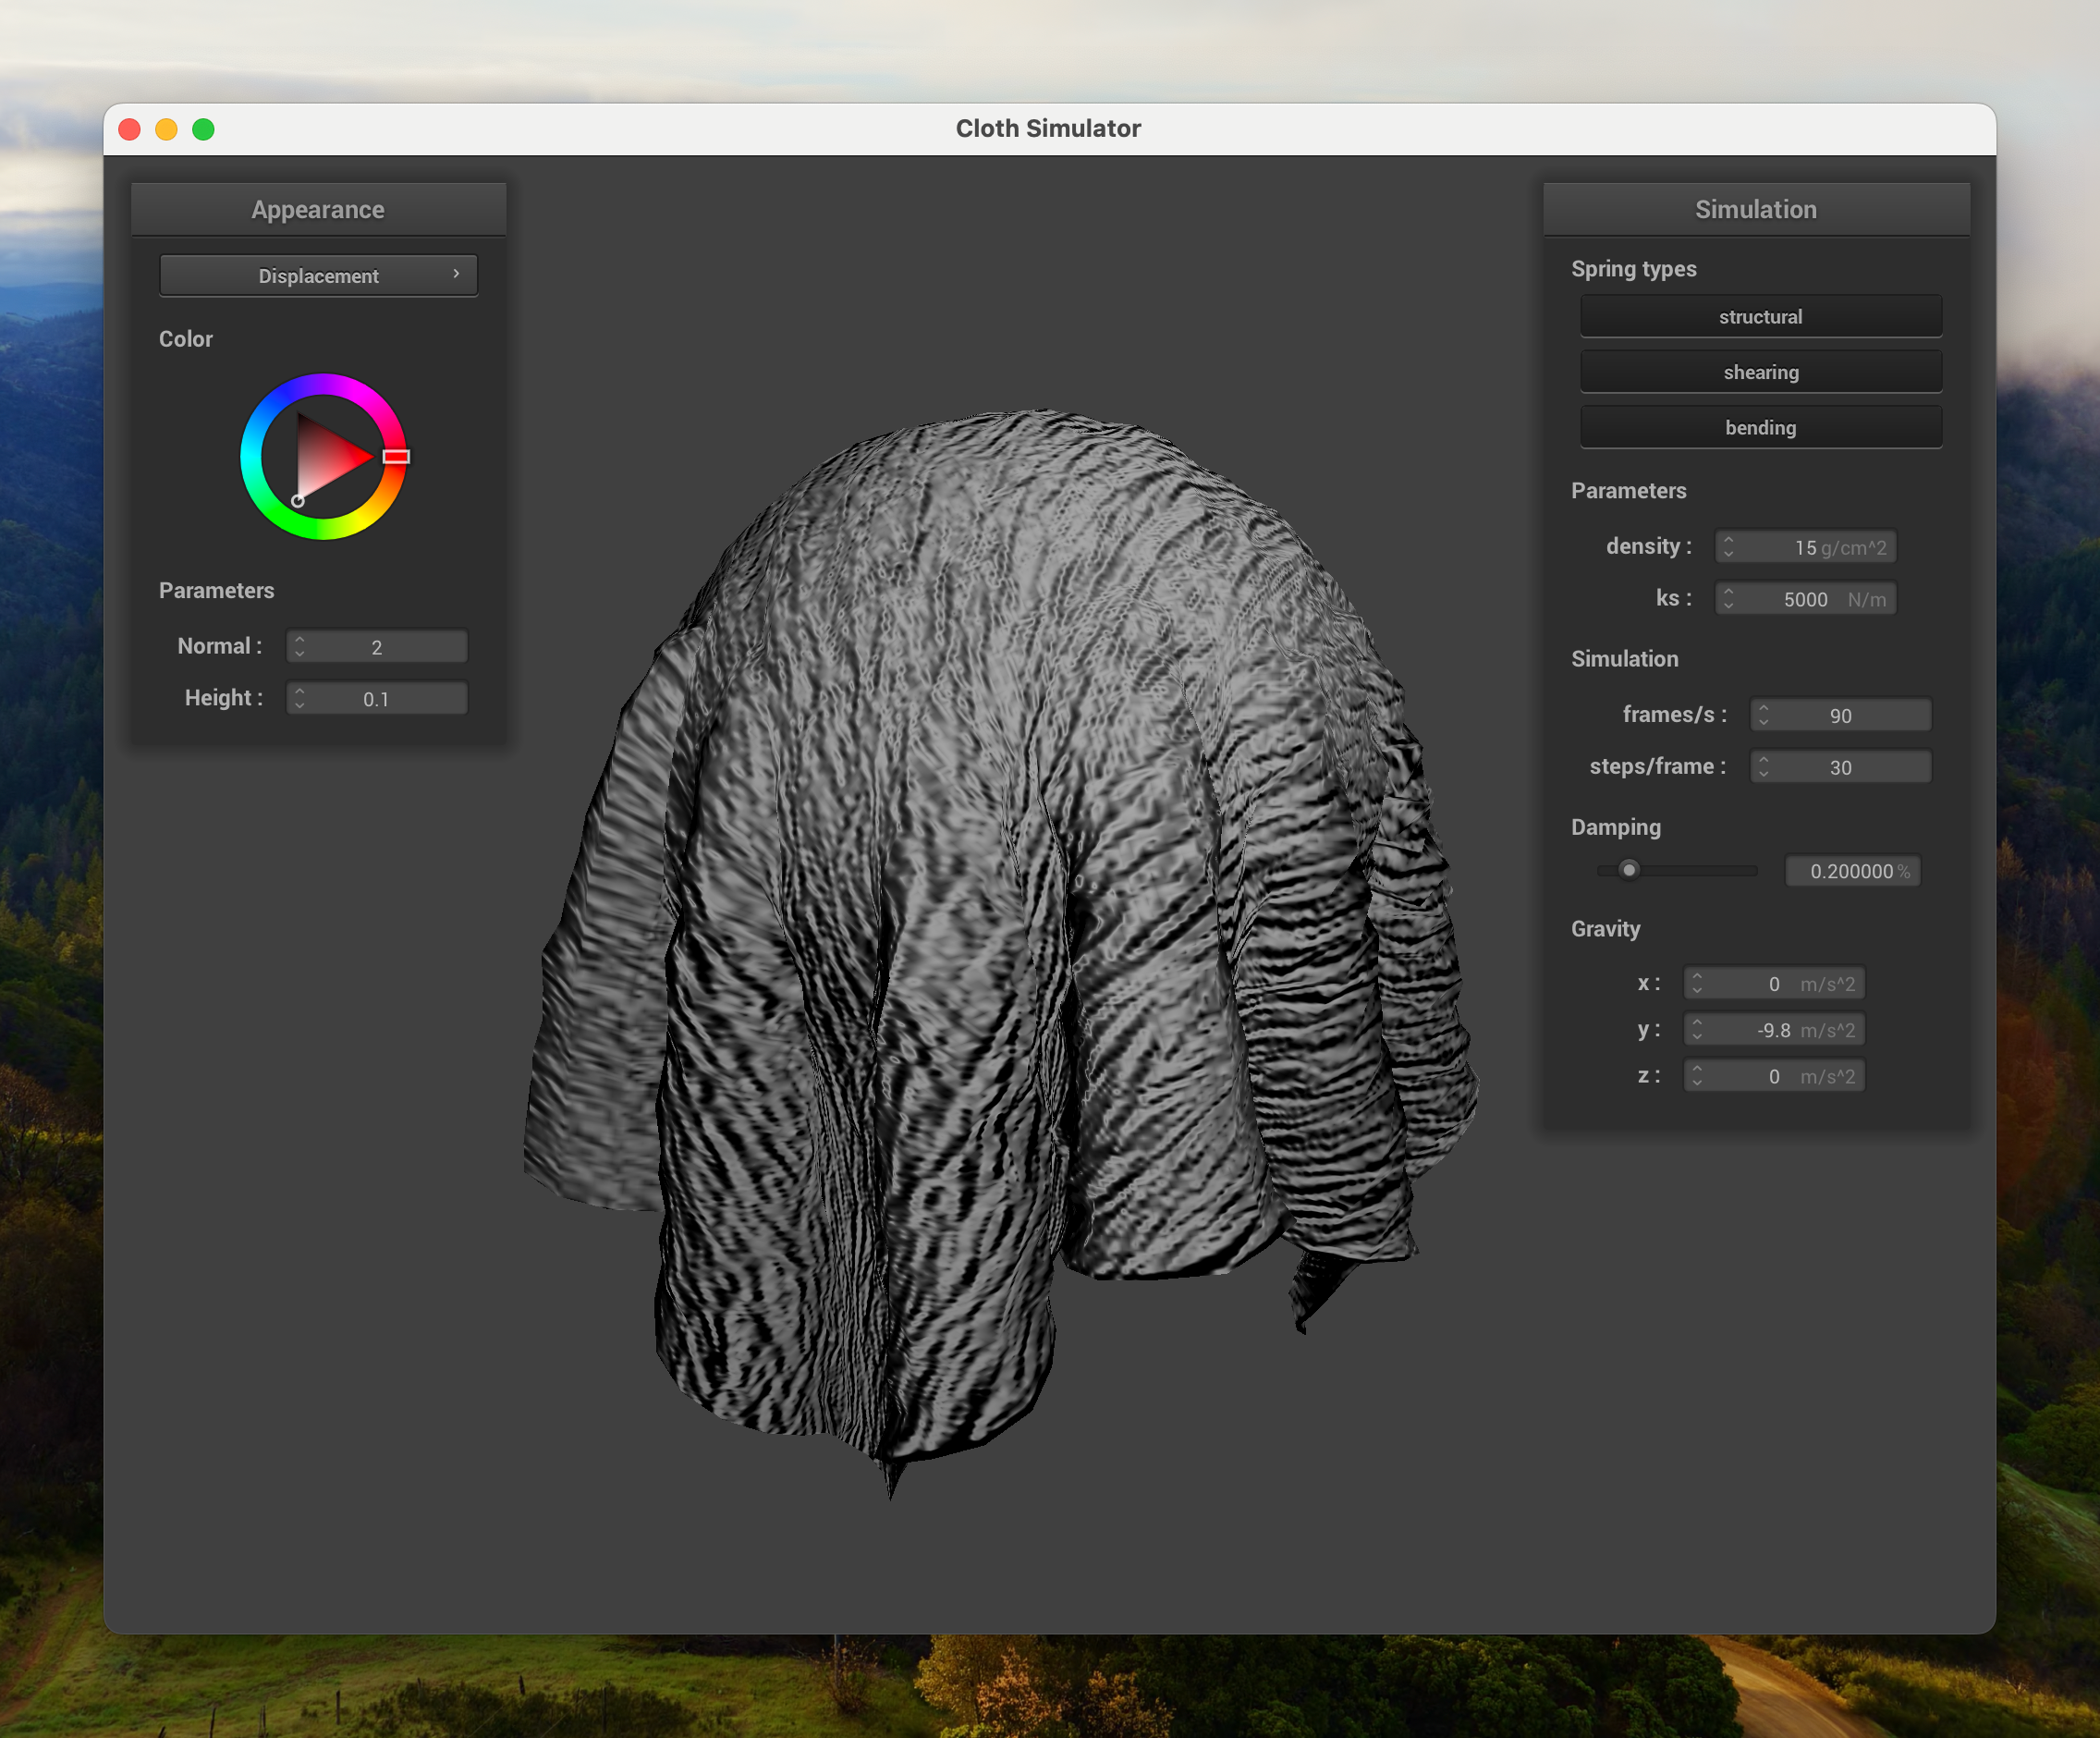 Cloth Simulator
Appearance
Displacement ›
Color
Parameters
Normal : 2
Height : 0.1
Simulation
Spring types
structural
shearing
bending
Parameters
density : 15 g/cm^2
ks : 5000 N/m
Simulation
frames/s : 90
steps/frame : 30
Damping
0.200000 %
Gravity
x : 0 m/s^2
y : -9.8 m/s^2
z : 0 m/s^2